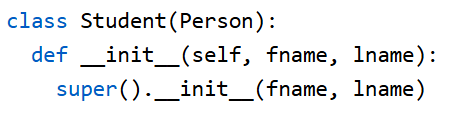 class Student(Person):
  def __init__(self, fname, lname):
    super().__init__(fname, lname)